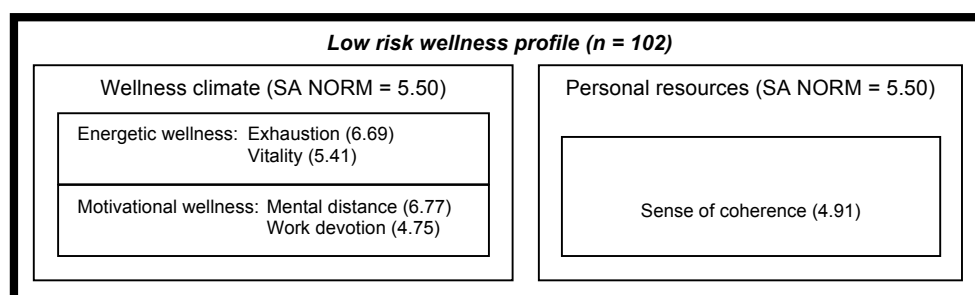 Low risk wellness profile (n = 102)
Wellness climate (SA NORM = 5.50)
Energetic wellness: Exhaustion (6.69)
Vitality (5.41)
Motivational wellness: Mental distance (6.77)
Work devotion (4.75)
Personal resources (SA NORM = 5.50)
Sense of coherence (4.91)